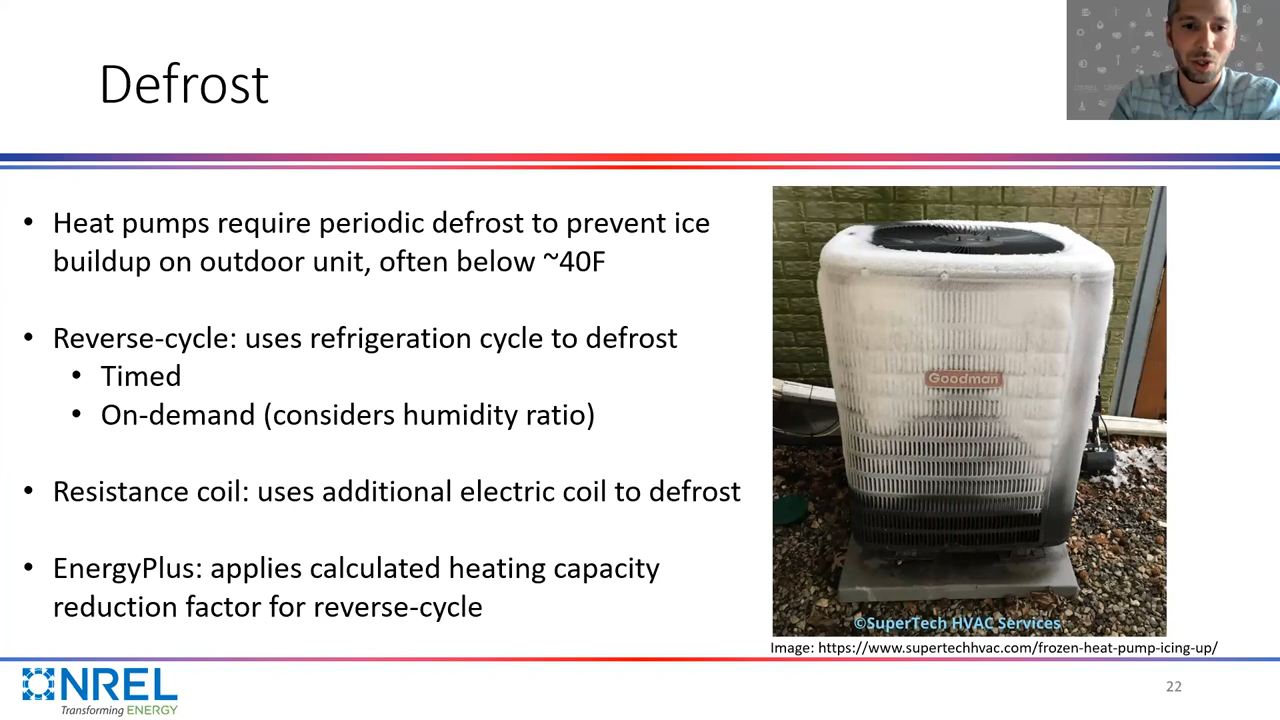 Defrost
• Heat pumps require periodic defrost to prevent ice
buildup on outdoor unit, often below ~40F
• Reverse-cycle: uses refrigeration cycle to defrost
• Timed
• On-demand (considers humidity ratio)
• Resistance coil: uses additional electric coil to defrost
• EnergyPlus: applies calculated heating capacity
reduction factor for reverse-cycle
Goodman
©SuperTech HVAC Services
Image: https://www.supertechhvac.com/frozen-heat-pump-icing-up/
NREL
Transforming ENERGY
22